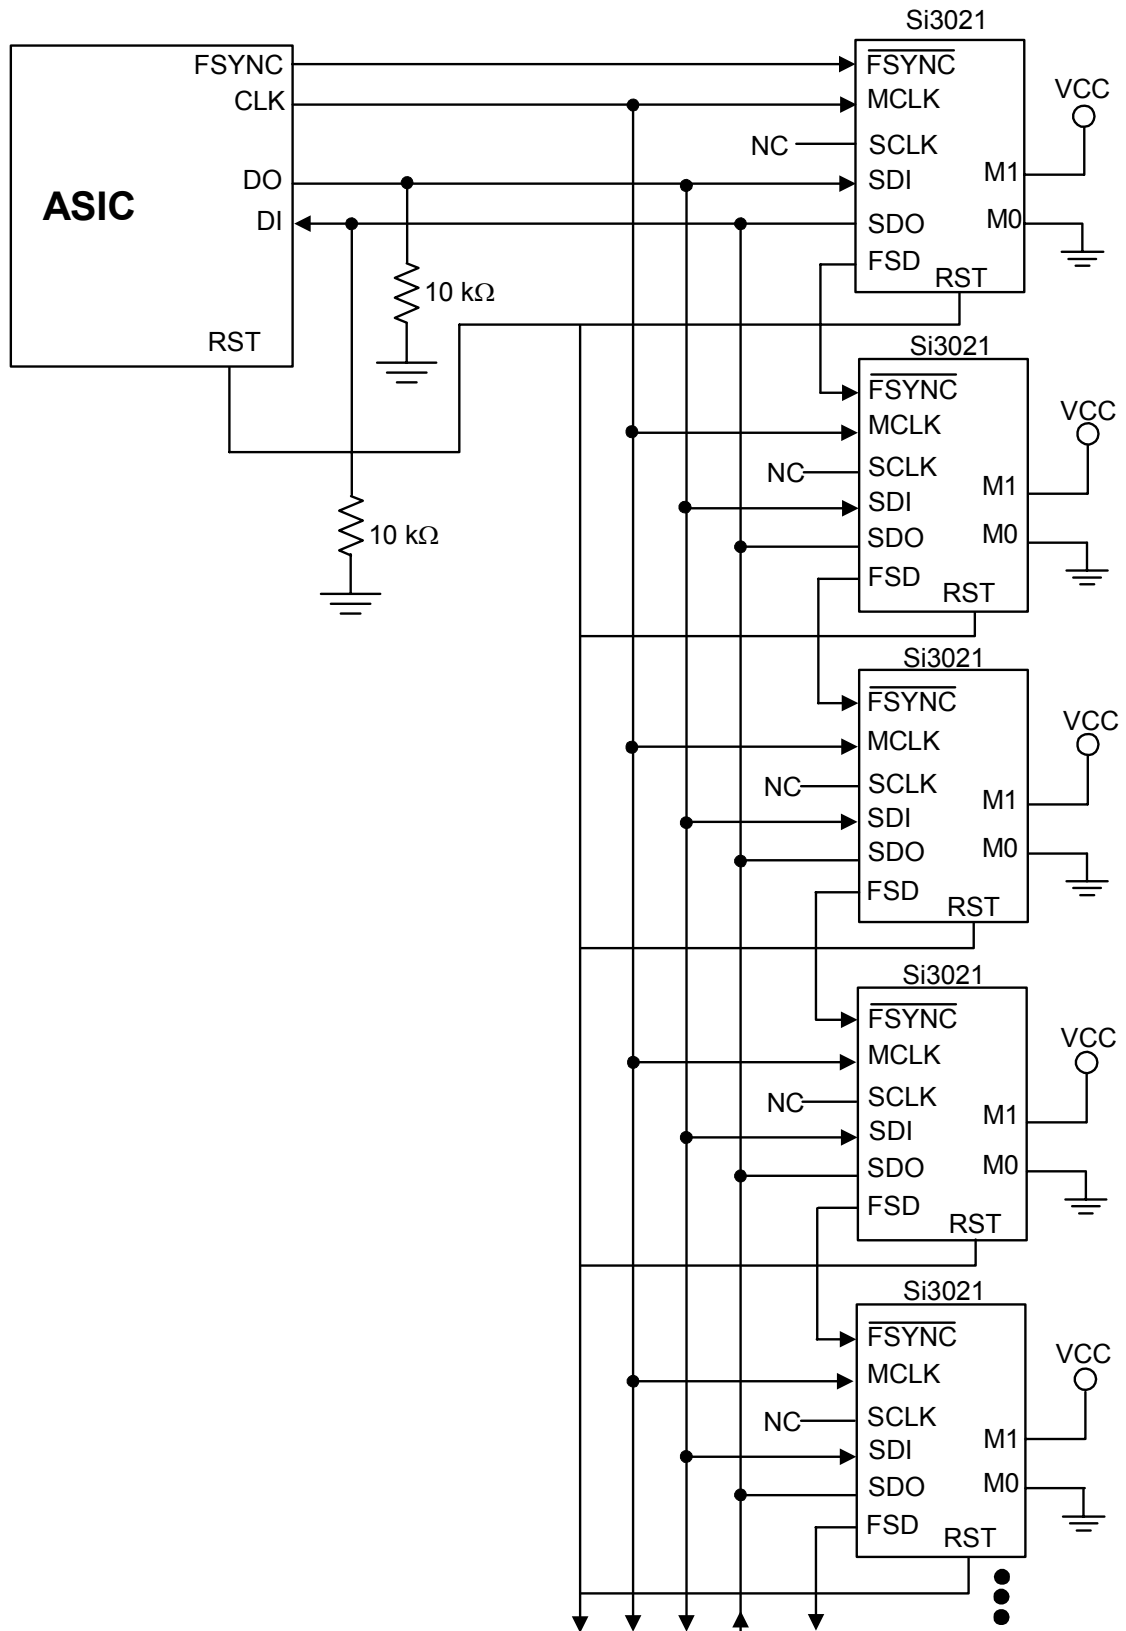 Si3021
ASIC
FSYNC
CLK
DO
DI
RST
10 kΩ
10 kΩ
FSYNC
MCLK
NC
SCLK
SDI
SDO
FSD
RST
M1
M0
VCC
Si3021
FSYNC
MCLK
NC
SCLK
SDI
SDO
FSD
RST
M1
M0
VCC
Si3021
FSYNC
MCLK
NC
SCLK
SDI
SDO
FSD
RST
M1
M0
VCC
Si3021
FSYNC
MCLK
NC
SCLK
SDI
SDO
FSD
RST
M1
M0
VCC
Si3021
FSYNC
MCLK
NC
SCLK
SDI
SDO
FSD
RST
M1
M0
VCC